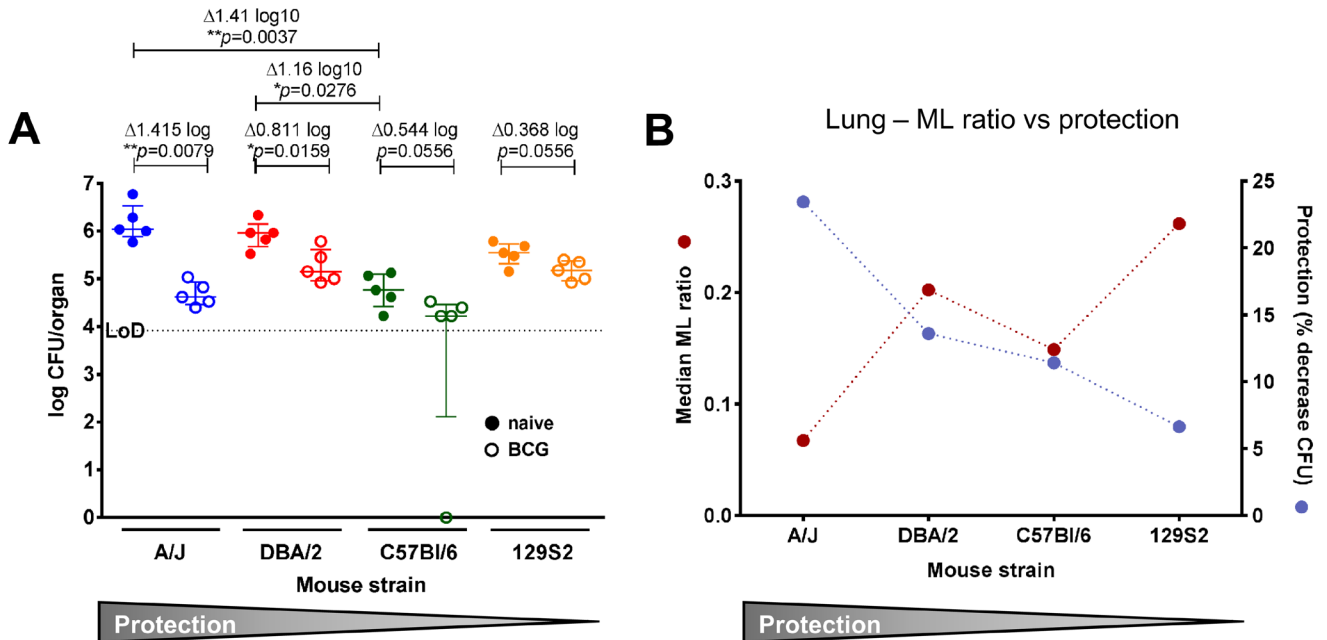 Δ1.41 log10
**p=0.0037
Δ1.16 log10
*p=0.0276
A
Δ1.415 log
**p=0.0079
Δ0.811 log
*p=0.0159
Δ0.544 log
p=0.0556
Δ0.368 log
p=0.0556
log CFU/organ
7
6
5
4
3
2
1
0
LoD
naive
BCG
A/J
DBA/2
C57Bl/6
129S2
Mouse strain
Protection
B
Lung – ML ratio vs protection
Median ML ratio
0.3
0.2
0.1
0.0
25
20
15
10
5
0
Protection (% decrease CFU)
A/J
DBA/2
C57Bl/6
129S2
Mouse strain
Protection